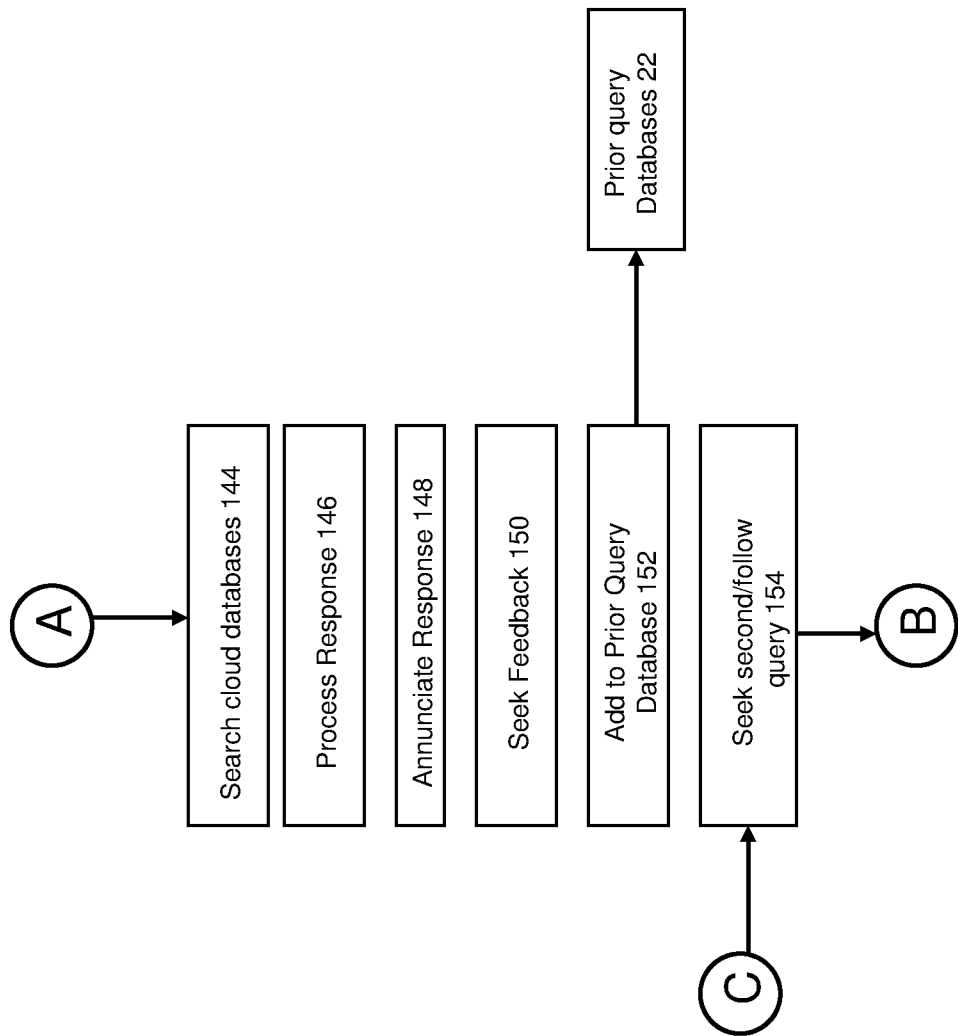 A
Search cloud databases 144
Process Response 146
Annunciate Response 148
Seek Feedback 150
Add to Prior Query
Database 152
Prior query
Databases 22
Seek second/follow
query 154
C
B